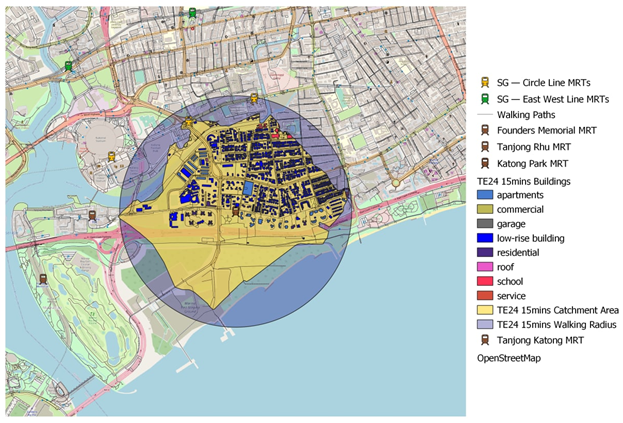 SG — Circle Line MRTs
SG — East West Line MRTs
Walking Paths
Founders Memorial MRT
Tanjong Rhu MRT
Katong Park MRT
TE24 15mins Buildings
apartments
commercial
garage
low-rise building
residential
roof
school
service
TE24 15mins Catchment Area
TE24 15mins Walking Radius
Tanjong Katong MRT
OpenStreetMap